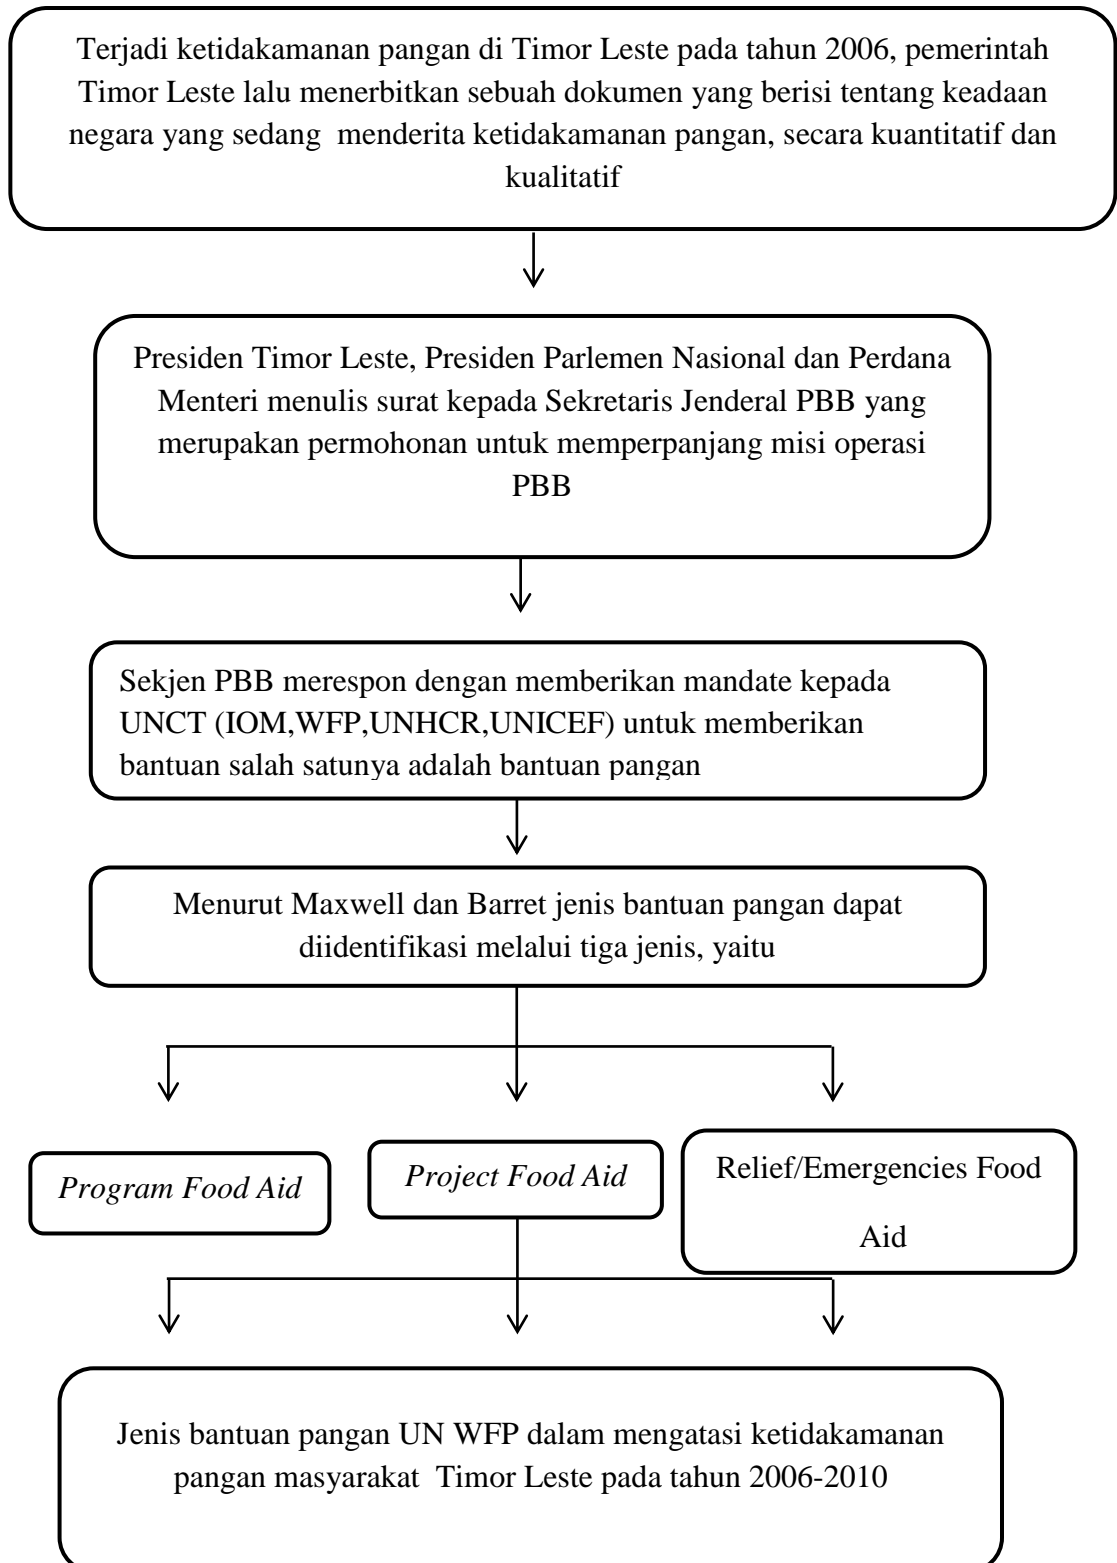 Terjadi ketidakamanan pangan di Timor Leste pada tahun 2006, pemerintah
Timor Leste lalu menerbitkan sebuah dokumen yang berisi tentang keadaan
negara yang sedang menderita ketidakamanan pangan, secara kuantitatif dan
kualitatif
Presiden Timor Leste, Presiden Parlemen Nasional dan Perdana
Menteri menulis surat kepada Sekretaris Jenderal PBB yang
merupakan permohonan untuk memperpanjang misi operasi
PBB
Sekjen PBB merespon dengan memberikan mandate kepada
UNCT (IOM,WFP,UNHCR,UNICEF) untuk memberikan
bantuan salah satunya adalah bantuan pangan
Menurut Maxwell dan Barret jenis bantuan pangan dapat
diidentifikasi melalui tiga jenis, yaitu
Program Food Aid
Project Food Aid
Relief/Emergencies Food
Aid
Jenis bantuan pangan UN WFP dalam mengatasi ketidakamanan
pangan masyarakat Timor Leste pada tahun 2006-2010